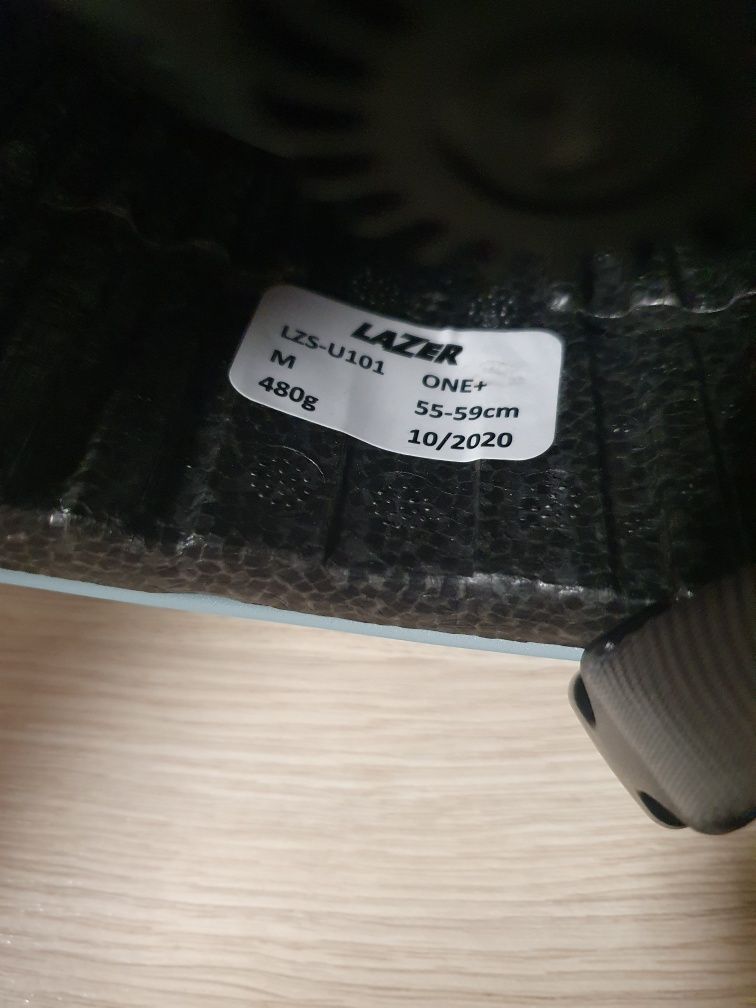 LAZER
LZS-U101 ONE+
M 55-59cm
480g 10/2020